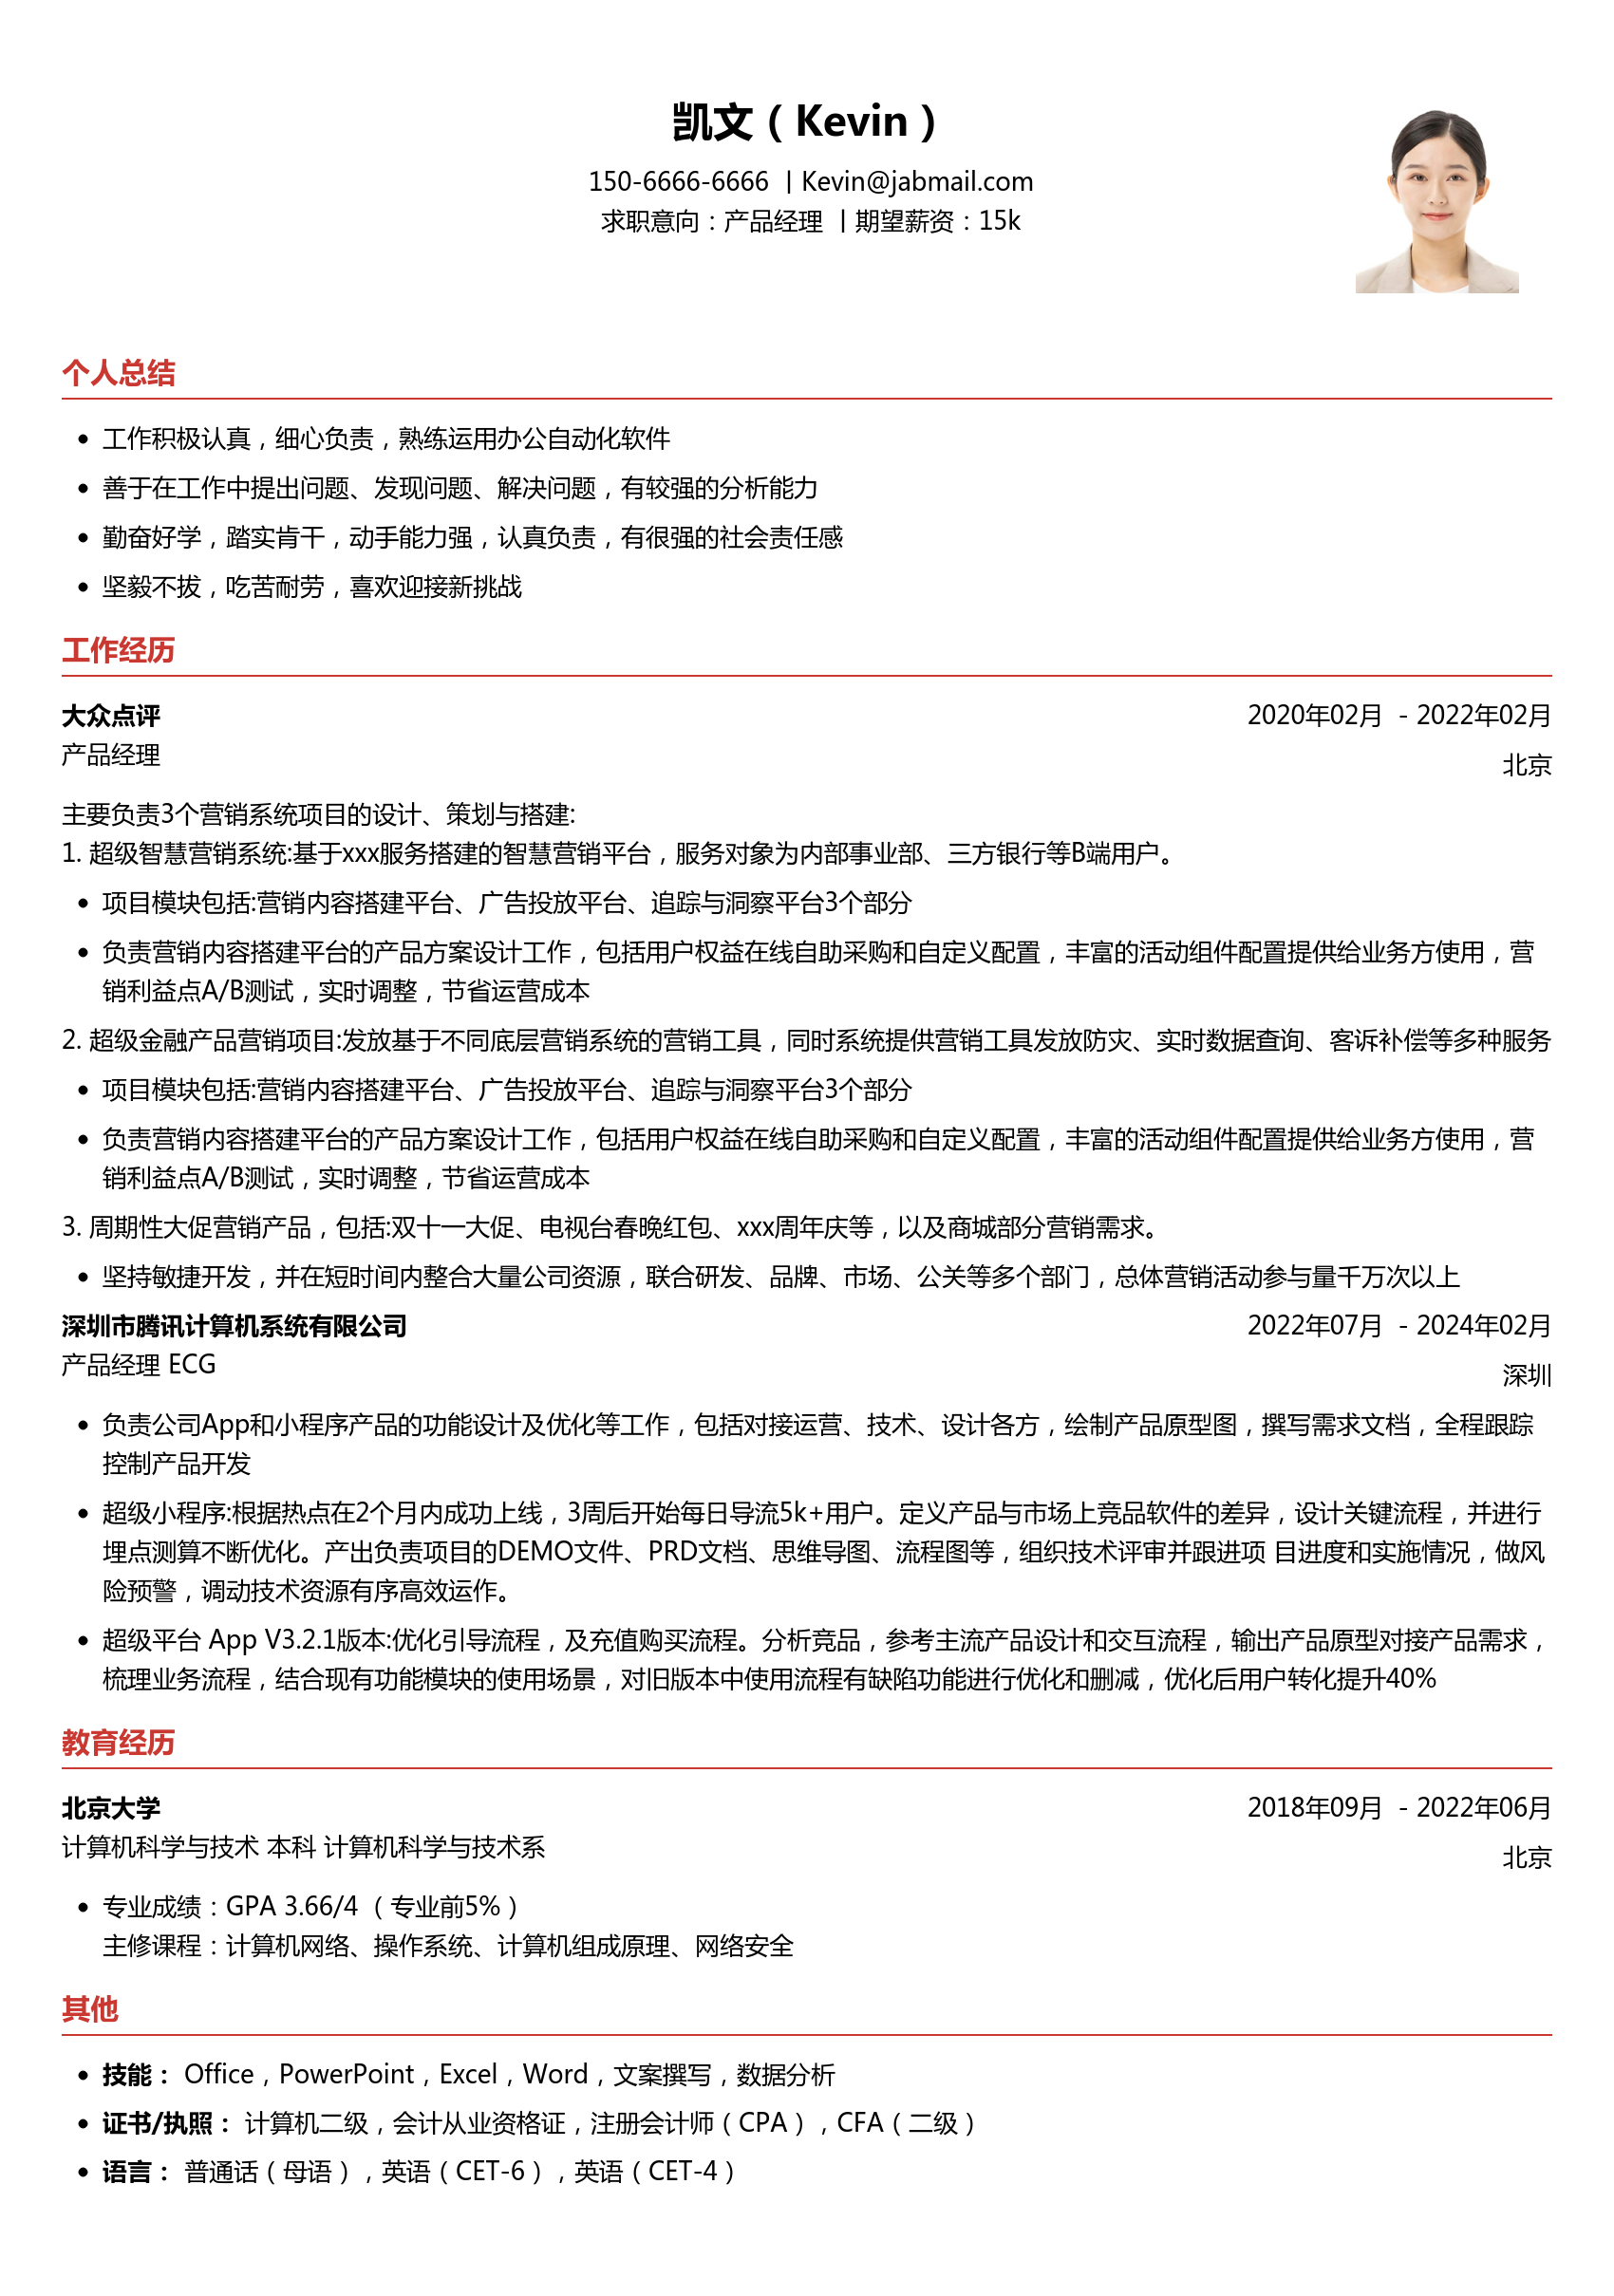 凯文（Kevin）
150-6666-6666 | Kevin@jabmail.com
求职意向：产品经理 | 期望薪资：15k
个人总结
• 工作积极认真，细心负责，熟练运用办公自动化软件
• 善于在工作中提出问题、发现问题、解决问题，有较强的分析能力
• 勤奋好学，踏实肯干，动手能力强，认真负责，有很强的社会责任感
• 坚毅不拔，吃苦耐劳，喜欢迎接新挑战
工作经历
大众点评 2020年02月 - 2022年02月
产品经理 北京
主要负责3个营销系统项目的设计、策划与搭建:
1. 超级智慧营销系统:基于xxx服务搭建的智慧营销平台，服务对象为内部事业部、三方银行等B端用户。
• 项目模块包括:营销内容搭建平台、广告投放平台、追踪与洞察平台3个部分
• 负责营销内容搭建平台的产品方案设计工作，包括用户权益在线自助采购和自定义配置，丰富的活动组件配置提供给业务方使用，营
销利益点A/B测试，实时调整，节省运营成本
2. 超级金融产品营销项目:发放基于不同底层营销系统的营销工具，同时系统提供营销工具发放防灾、实时数据查询、客诉补偿等多种服务
• 项目模块包括:营销内容搭建平台、广告投放平台、追踪与洞察平台3个部分
• 负责营销内容搭建平台的产品方案设计工作，包括用户权益在线自助采购和自定义配置，丰富的活动组件配置提供给业务方使用，营
销利益点A/B测试，实时调整，节省运营成本
3. 周期性大促营销产品，包括:双十一大促、电视台春晚红包、xxx周年庆等，以及商城部分营销需求。
• 坚持敏捷开发，并在短时间内整合大量公司资源，联合研发、品牌、市场、公关等多个部门，总体营销活动参与量千万次以上
深圳市腾讯计算机系统有限公司 2022年07月 - 2024年02月
产品经理 ECG 深圳
• 负责公司App和小程序产品的功能设计及优化等工作，包括对接运营、技术、设计各方，绘制产品原型图，撰写需求文档，全程跟踪
控制产品开发
• 超级小程序:根据热点在2个月内成功上线，3周后开始每日导流5k+用户。定义产品与市场上竞品软件的差异，设计关键流程，并进行
埋点测算不断优化。产出负责项目的DEMO文件、PRD文档、思维导图、流程图等，组织技术评审并跟进项 目进度和实施情况，做风
险预警，调动技术资源有序高效运作。
• 超级平台 App V3.2.1版本:优化引导流程，及充值购买流程。分析竞品，参考主流产品设计和交互流程，输出产品原型对接产品需求，
梳理业务流程，结合现有功能模块的使用场景，对旧版本中使用流程有缺陷功能进行优化和删减，优化后用户转化提升40%
教育经历
北京大学 2018年09月 - 2022年06月
计算机科学与技术 本科 计算机科学与技术系 北京
• 专业成绩：GPA 3.66/4 （专业前5%）
主修课程：计算机网络、操作系统、计算机组成原理、网络安全
其他
• 技能： Office，PowerPoint，Excel，Word，文案撰写，数据分析
• 证书/执照： 计算机二级，会计从业资格证，注册会计师（CPA），CFA（二级）
• 语言： 普通话（母语），英语（CET-6），英语（CET-4）